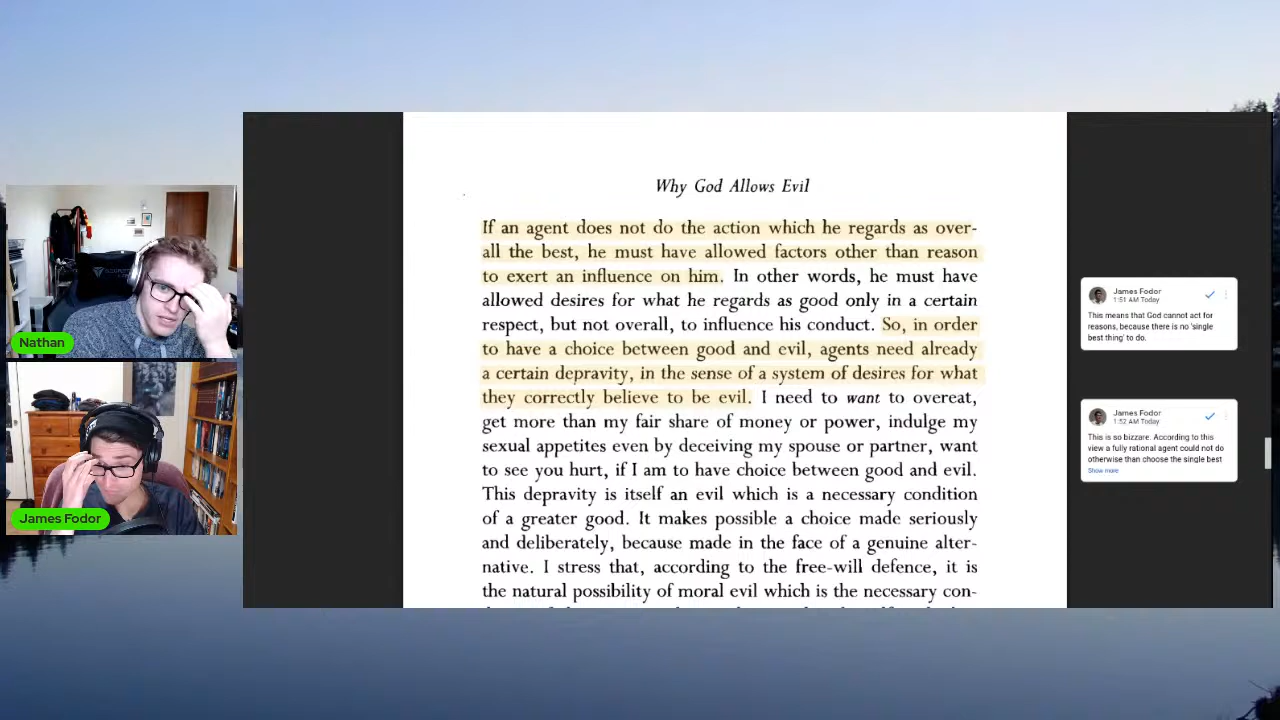 Why God Allows Evil
If an agent does not do the action which he regards as over-
all the best, he must have allowed factors other than reason
to exert an influence on him. In other words, he must have
allowed desires for what he regards as good only in a certain
respect, but not overall, to influence his conduct. So, in order
to have a choice between good and evil, agents need already
a certain depravity, in the sense of a system of desires for what
they correctly believe to be evil. I need to want to overeat,
get more than my fair share of money or power, indulge my
sexual appetites even by deceiving my spouse or partner, want
to see you hurt, if I am to have choice between good and evil.
This depravity is itself an evil which is a necessary condition
of a greater good. It makes possible a choice made seriously
and deliberately, because made in the face of a genuine alter-
native. I stress that, according to the free-will defence, it is
the natural possibility of moral evil which is the necessary con-
James Fodor
1:51 AM Today
This means that God cannot act for
reasons, because there is no 'single
best thing' to do.
James Fodor
1:52 AM Today
This is so bizzare. According to this
view a fully rational agent could not do
otherwise than choose the single best
Show more
Nathan
James Fodor